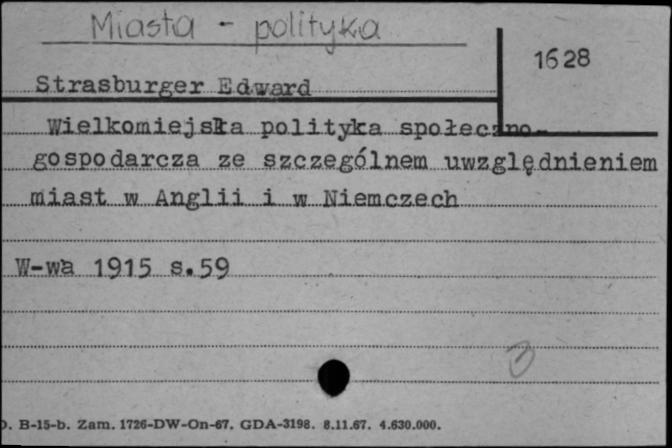 Miasta - polityka
1628
Strasburger Edward
Wielkomiejska polityka społeczno-
gospodarcza ze szczególnem uwzględnieniem
miast w Anglii i w Niemczech
W-wa 1915 s.59
3
B-15-b. Zam. 1726-DW-On-67. GDA-3198. 8.11.67. 4.630.000.